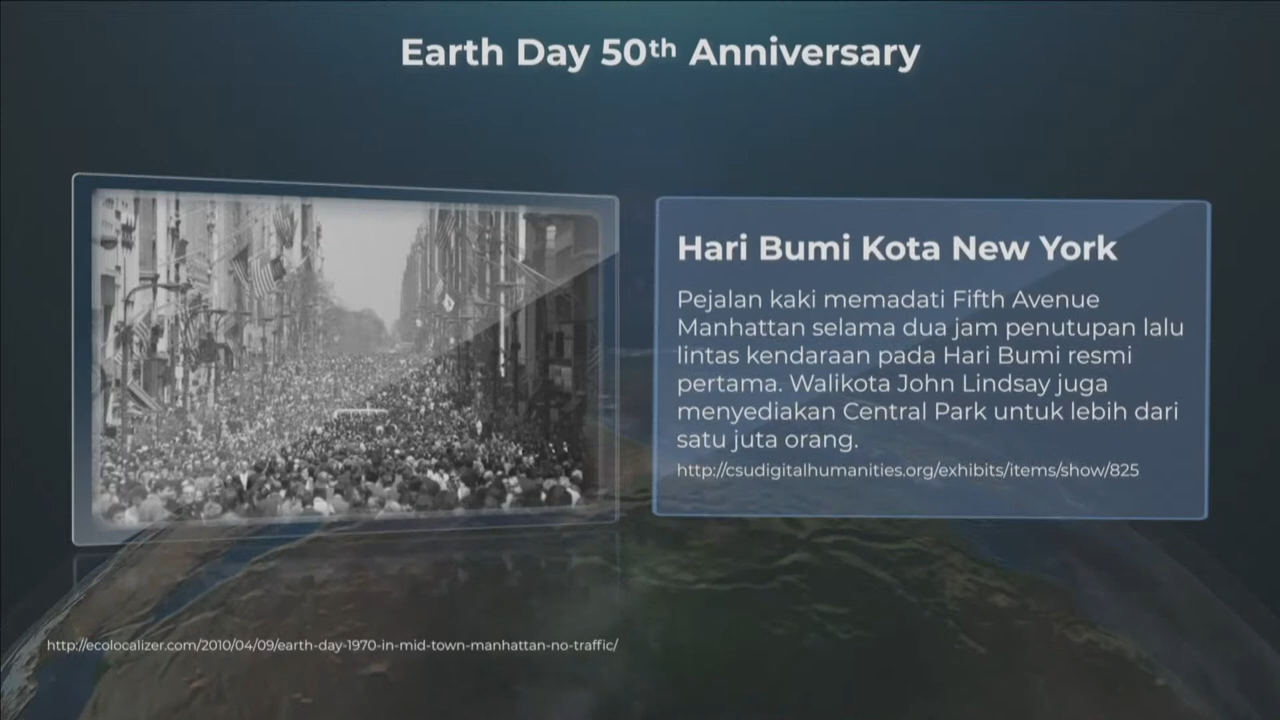 Earth Day 50th Anniversary
Hari Bumi Kota New York
Pejalan kaki memadati Fifth Avenue
Manhattan selama dua jam penutupan lalu
lintas kendaraan pada Hari Bumi resmi
pertama. Walikota John Lindsay juga
menyediakan Central Park untuk lebih dari
satu juta orang.
http://csudigitalhumanities.org/exhibits/items/show/825
http://ecolocalizer.com/2010/04/09/earth-day-1970-in-mid-town-manhattan-no-traffic/